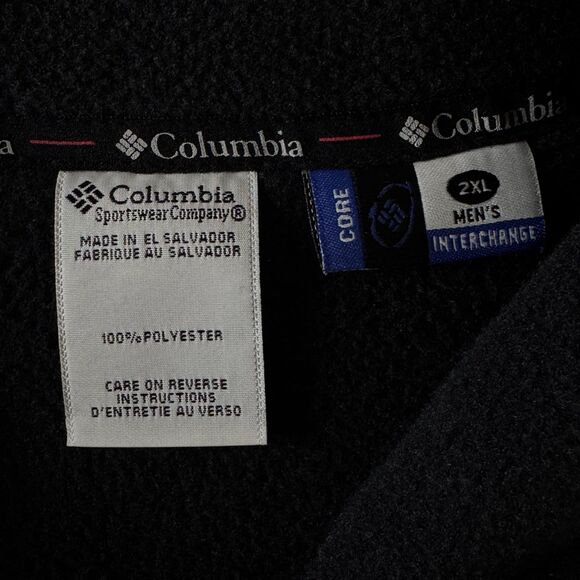 a
Columbia
Columbia
Columbia
Sportswear Company®
MADE IN EL SALVADOR
FABRIQUE AU SALVADOR
100% POLYESTER
CARE ON REVERSE
INSTRUCTIONS
D'ENTRETIE AU VERSO
CORE
2XL
MEN'S
INTERCHANGE